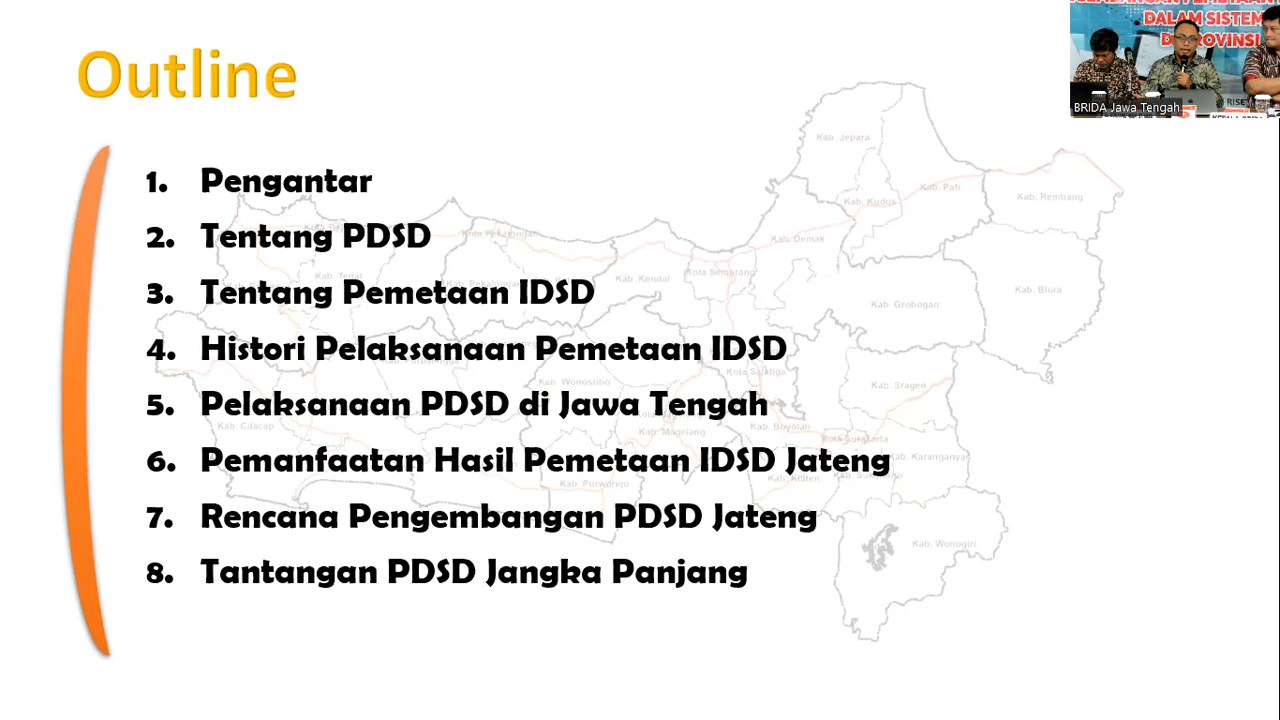 Outline
1. Pengantar
2. Tentang PDSD
3. Tentang Pemetaan IDSD
4. Histori Pelaksanaan Pemetaan IDSD
5. Pelaksanaan PDSD di Jawa Tengah
6. Pemanfaatan Hasil Pemetaan IDSD Jateng
7. Rencana Pengembangan PDSD Jateng
8. Tantangan PDSD Jangka Panjang
DALAM SISTEM
BRIDA Jawa Tengah
Kab. Jepara
Kab. Pati
Kab. Kudus
Kab. Rembang
Kab. Demak
Kota Semarang
Kab. Kendal
Kab. Tegal
Kab. Blora
Kab. Grobogan
Kab. Wonosobo
Kota Salatiga
Kab. Sragen
Kab. Cilacap
Kab. Magelang
Kab. Boyolali
Kota Surakarta
Kab. Karanganyar
Kab. Klaten
Kab. Purworejo
Kab. Wonogiri